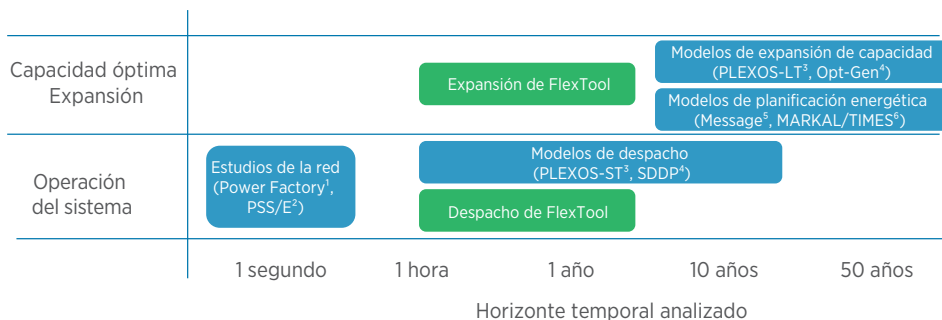 Capacidad óptima
Expansión
Expansión de FlexTool
Modelos de expansión de capacidad
(PLEXOS-LT³, Opt-Gen⁴)
Modelos de planificación energética
(Message⁵, MARKAL/TIMES⁶)
Operación
del sistema
Estudios de la red
(Power Factory¹,
PSS/E²)
Modelos de despacho
(PLEXOS-ST³, SDDP⁴)
Despacho de FlexTool
1 segundo 1 hora 1 año 10 años 50 años
Horizonte temporal analizado